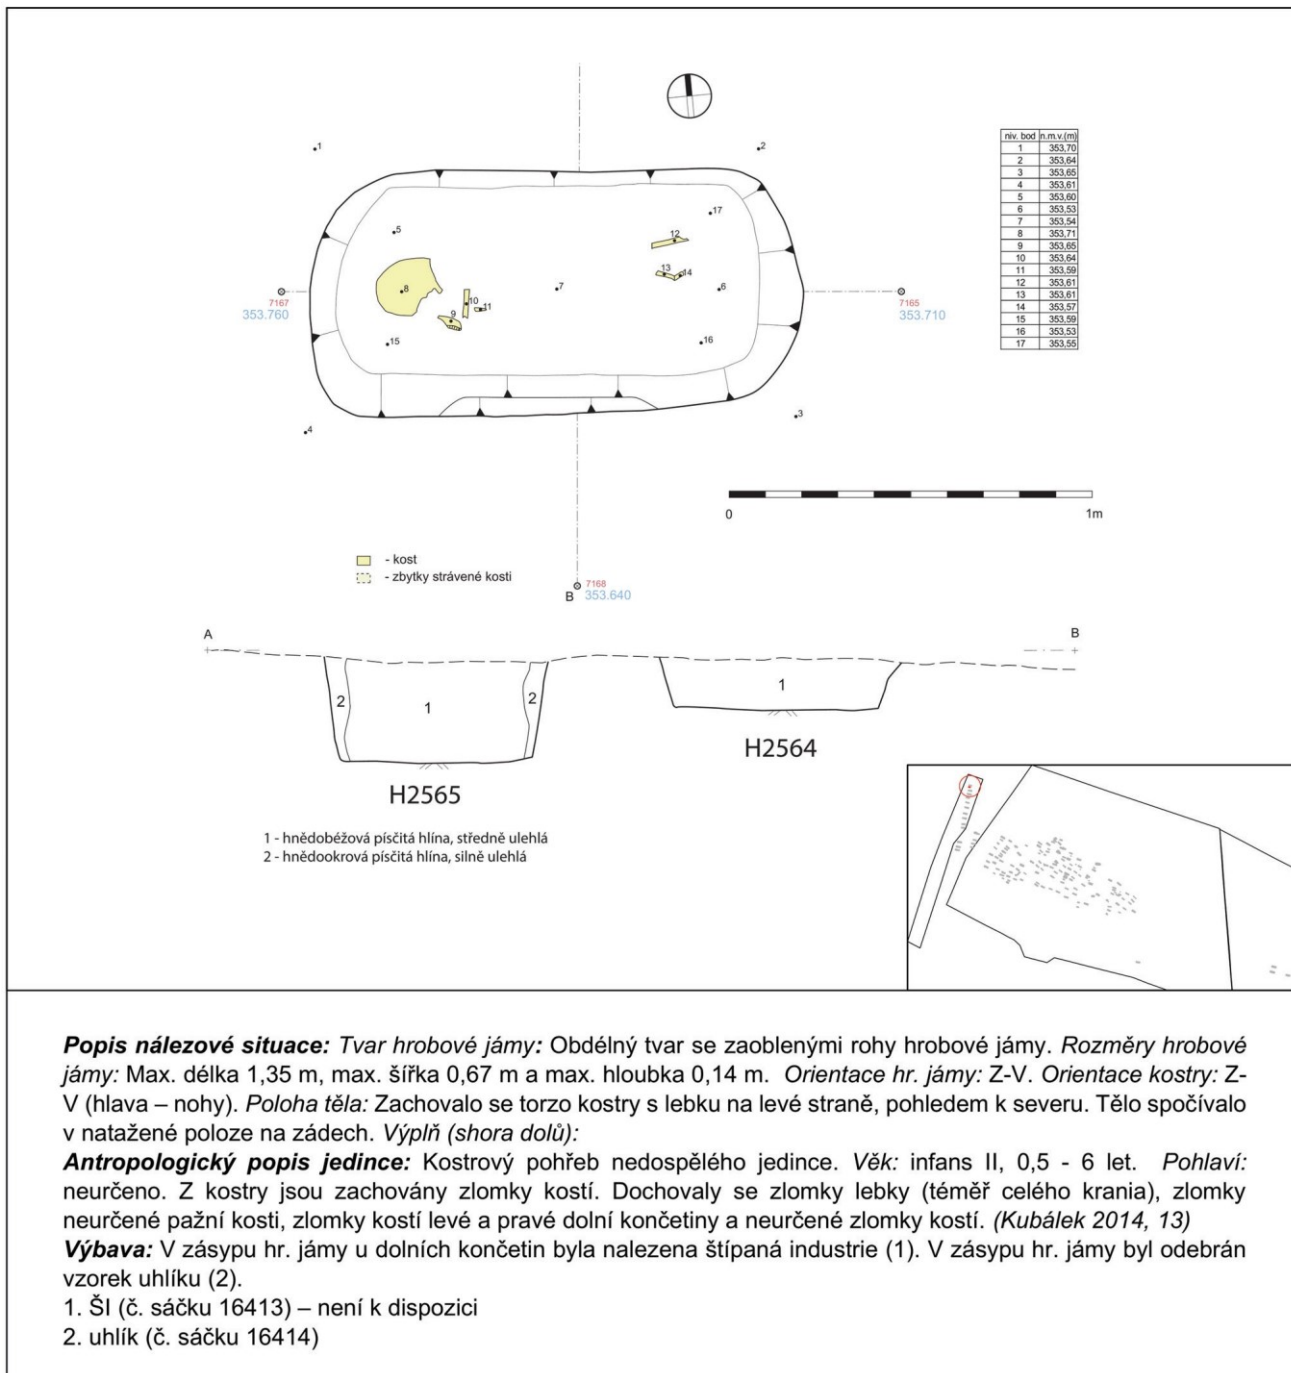 1
2
niv. bod n.m.v.(m)
1 353,70
2 353,64
3 353,65
4 353,61
5 353,60
6 353,53
7 353,54
8 353,71
9 353,65
10 353,64
11 353,59
12 353,61
13 353,61
14 353,57
15 353,59
16 353,53
17 353,55
17
5
12
13
14
8
10
11
9
7
6
15
16
7167
353.760
7165
353.710
4
3
0
1m
- kost
- zbytky strávené kosti
B
7168
353.640
A
B
2
1
2
1
H2565
H2564
1 - hnědobéžová písčitá hlína, středně ulehlá
2 - hnědookrová písčitá hlína, silně ulehlá
Popis nálezové situace: Tvar hrobové jámy: Obdélný tvar se zaoblenými rohy hrobové jámy. Rozměry hrobové
jámy: Max. délka 1,35 m, max. šířka 0,67 m a max. hloubka 0,14 m. Orientace hr. jámy: Z-V. Orientace kostry: Z-
V (hlava – nohy). Poloha těla: Zachovalo se torzo kostry s lebku na levé straně, pohledem k severu. Tělo spočívalo
v natažené poloze na zádech. Výplň (shora dolů):
Antropologický popis jedince: Kostrový pohřeb nedospělého jedince. Věk: infans II, 0,5 - 6 let. Pohlaví:
neurčeno. Z kostry jsou zachovány zlomky kostí. Dochovaly se zlomky lebky (téměř celého krania), zlomky
neurčené pažní kosti, zlomky kostí levé a pravé dolní končetiny a neurčené zlomky kostí. (Kubálek 2014, 13)
Výbava: V zásypu hr. jámy u dolních končetin byla nalezena štípaná industrie (1). V zásypu hr. jámy byl odebrán
vzorek uhlíku (2).
1. ŠI (č. sáčku 16413) – není k dispozici
2. uhlík (č. sáčku 16414)